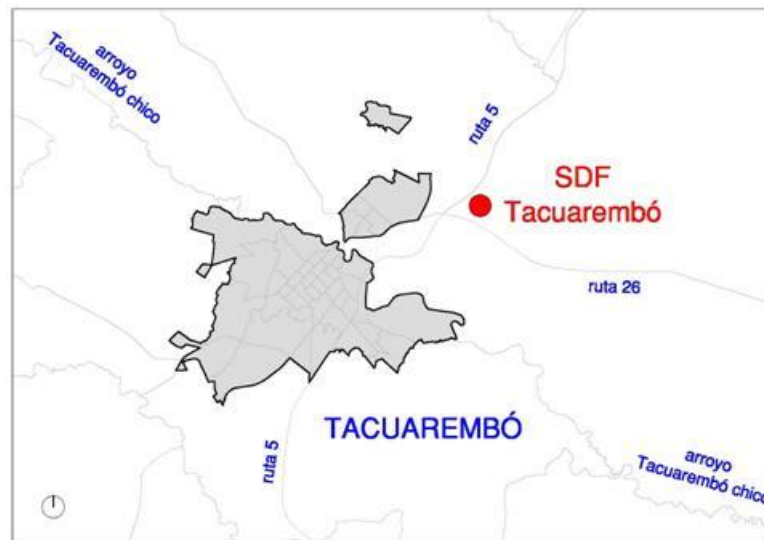 arroyo
Tacuarembó chico
ruta 5
SDF
Tacuarembó
ruta 26
TACUAREMBÓ
ruta 5
arroyo
Tacuarembó chico